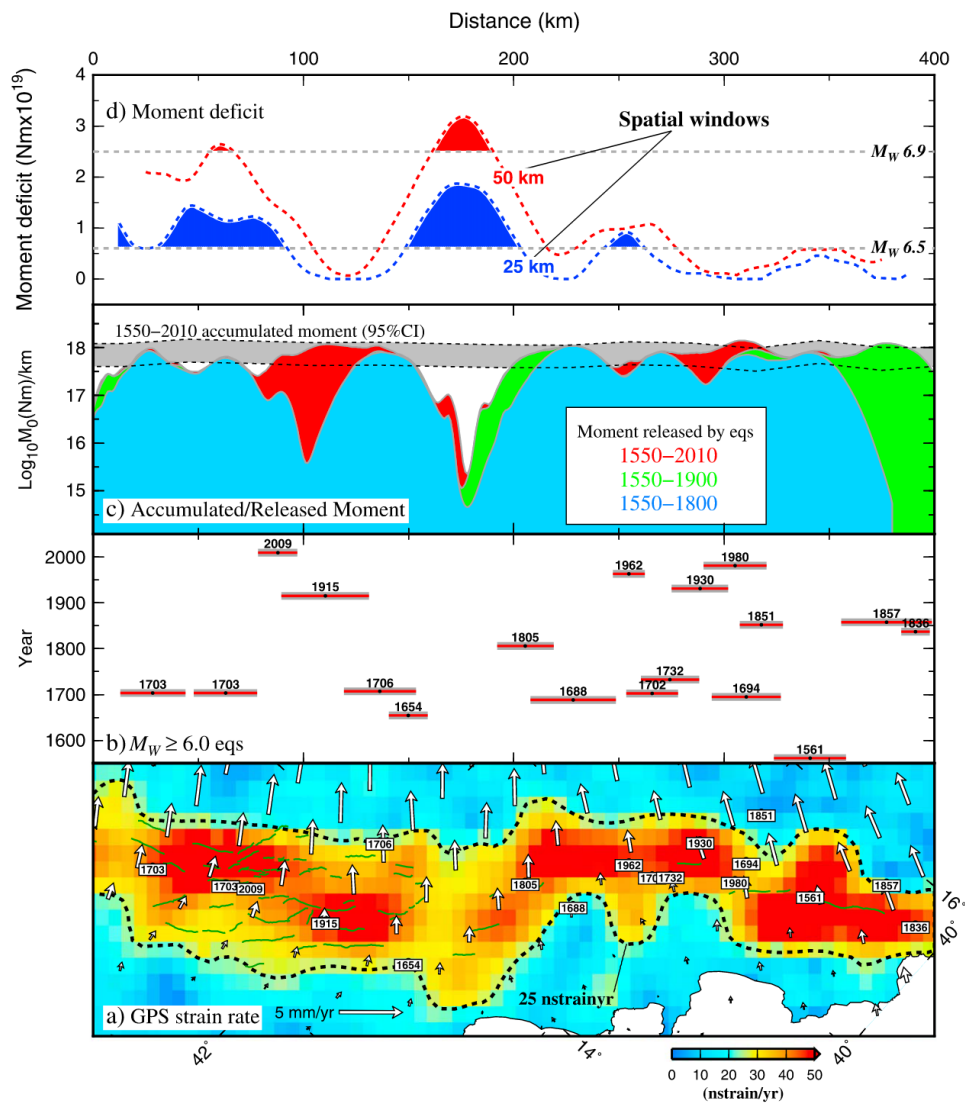 Distance (km)
0 100 200 300 400
Moment deficit (Nmx10¹⁹)
4
3
2
1
0
d) Moment deficit
Spatial windows
M_W 6.9
50 km
M_W 6.5
25 km
Log₁₀M₀(Nm)/km
18
17
16
15
1550−2010 accumulated moment (95%CI)
Moment released by eqs
1550−2010
1550−1900
1550−1800
c) Accumulated/Released Moment
Year
2000
1900
1800
1700
1600
2009
1915
1962
1980
1930
1851
1857
1836
1805
1703
1703
1706
1654
1688
1702
1732
1694
1561
b) M_W ≥ 6.0 eqs
1851
1706
1930
1703
1962
1694
1703
2009
1805
1732
1980
1857
1561
1688
1915
1836
1654
16°
40°
25 nstrainyr
a) GPS strain rate
5 mm/yr
42°
14°
40°
0 10 20 30 40 50
(nstrain/yr)